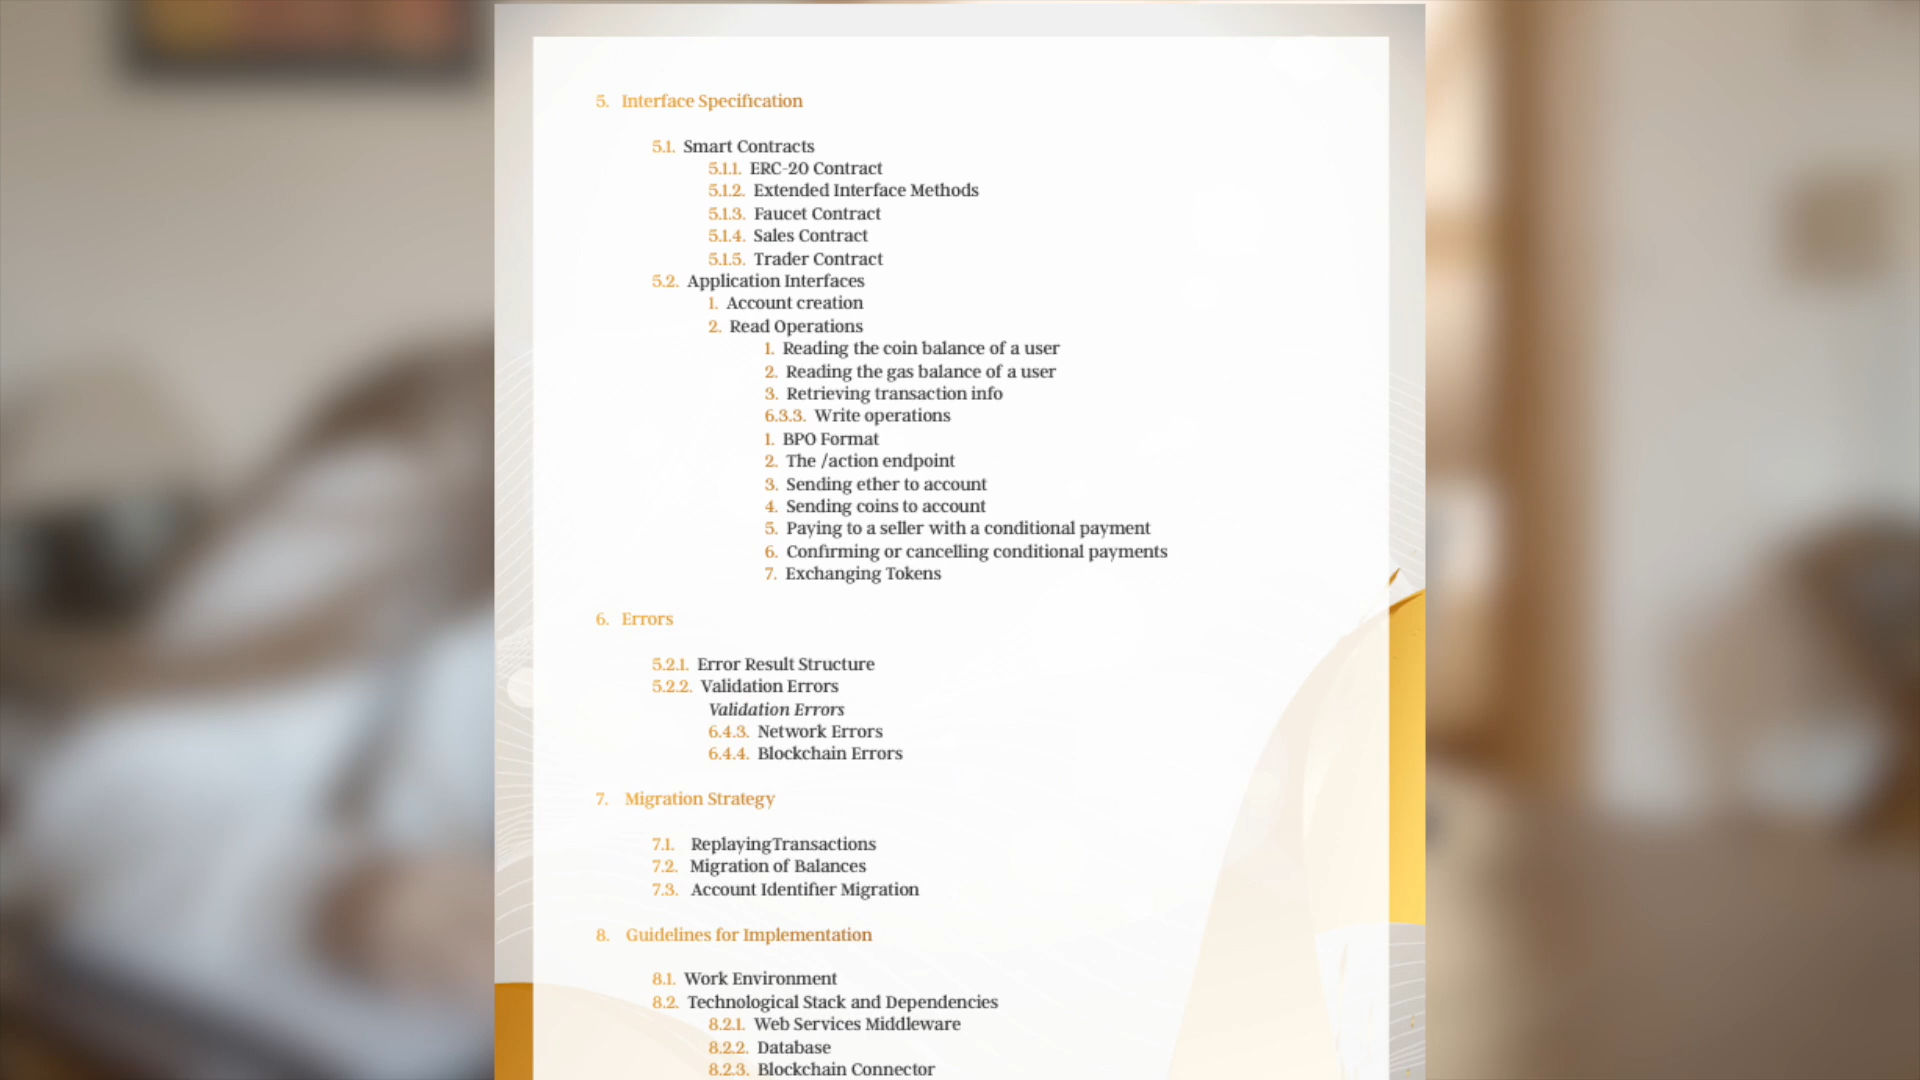 5. Interface Specification
5.1. Smart Contracts
5.1.1. ERC-20 Contract
5.1.2. Extended Interface Methods
5.1.3. Faucet Contract
5.1.4. Sales Contract
5.1.5. Trader Contract
5.2. Application Interfaces
1. Account creation
2. Read Operations
1. Reading the coin balance of a user
2. Reading the gas balance of a user
3. Retrieving transaction info
6.3.3. Write operations
1. BPO Format
2. The /action endpoint
3. Sending ether to account
4. Sending coins to account
5. Paying to a seller with a conditional payment
6. Confirming or cancelling conditional payments
7. Exchanging Tokens
6. Errors
5.2.1. Error Result Structure
5.2.2. Validation Errors
Validation Errors
6.4.3. Network Errors
6.4.4. Blockchain Errors
7. Migration Strategy
7.1. ReplayingTransactions
7.2. Migration of Balances
7.3. Account Identifier Migration
8. Guidelines for Implementation
8.1. Work Environment
8.2. Technological Stack and Dependencies
8.2.1. Web Services Middleware
8.2.2. Database
8.2.3. Blockchain Connector